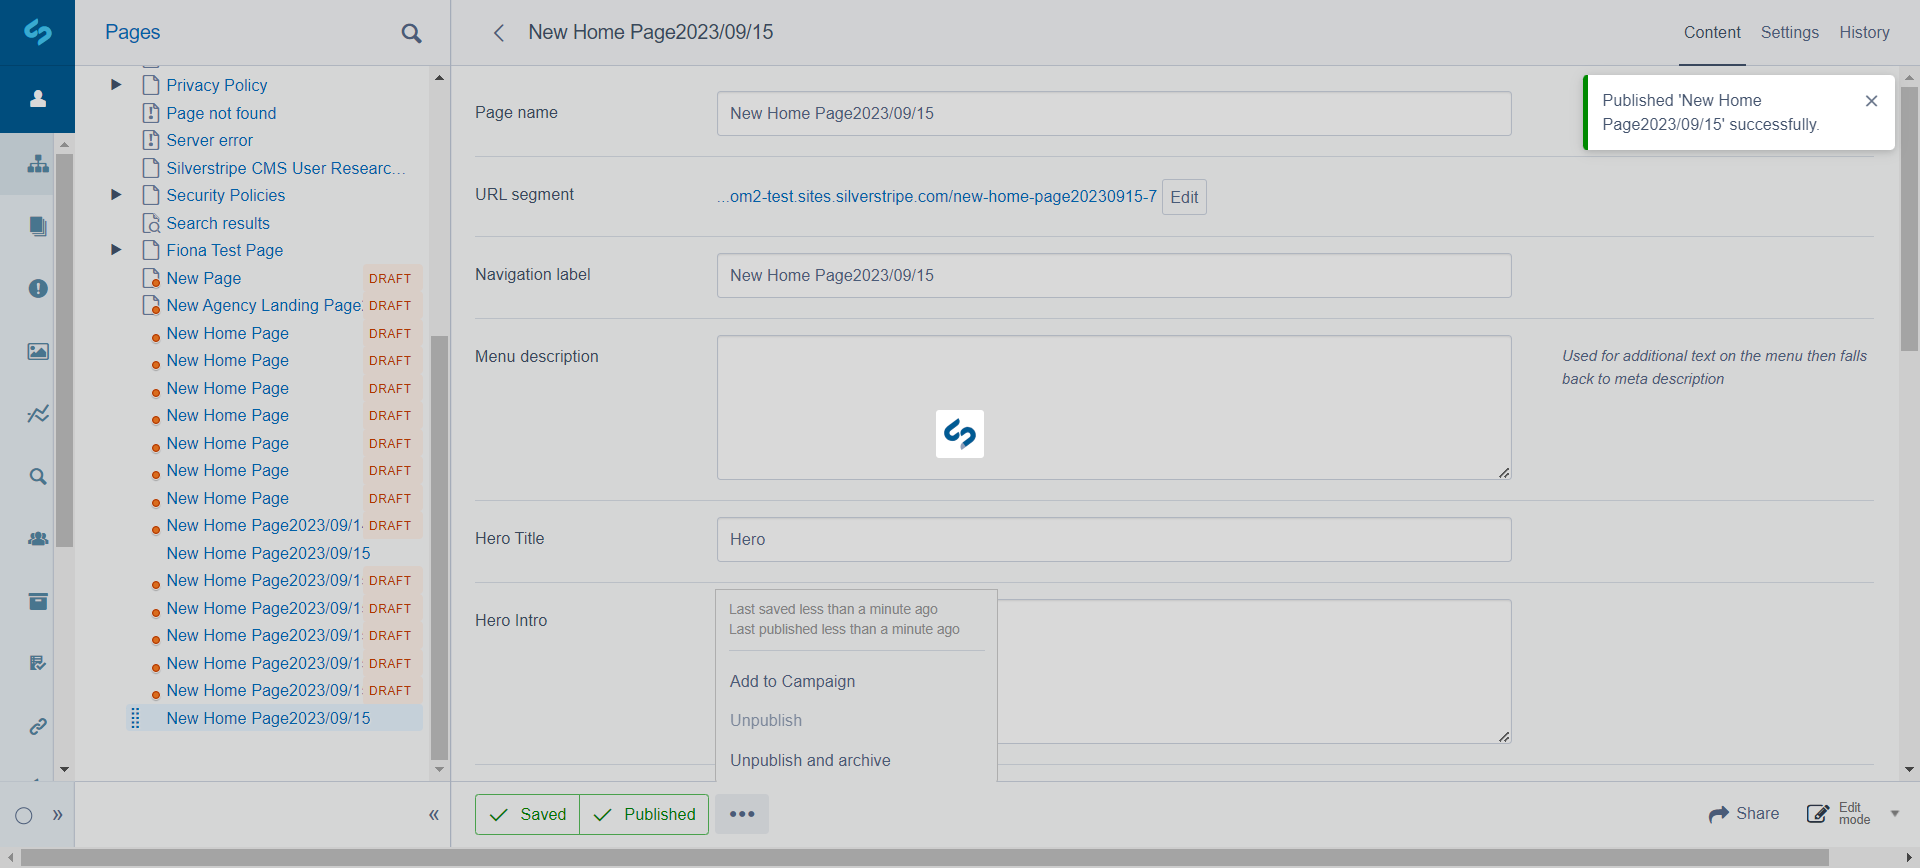 Pages
New Home Page2023/09/15
Content
Settings
History
Privacy Policy
Page not found
Server error
Silverstripe CMS User Researc...
Security Policies
Search results
Fiona Test Page
New Page DRAFT
New Agency Landing Page DRAFT
New Home Page DRAFT
New Home Page DRAFT
New Home Page DRAFT
New Home Page DRAFT
New Home Page DRAFT
New Home Page DRAFT
New Home Page DRAFT
New Home Page2023/09/1 DRAFT
New Home Page2023/09/15
New Home Page2023/09/1 DRAFT
New Home Page2023/09/1 DRAFT
New Home Page2023/09/1 DRAFT
New Home Page2023/09/1 DRAFT
New Home Page2023/09/1 DRAFT
New Home Page2023/09/15
Page name
New Home Page2023/09/15
Published 'New Home
Page2023/09/15' successfully.
URL segment
...om2-test.sites.silverstripe.com/new-home-page20230915-7
Edit
Navigation label
New Home Page2023/09/15
Menu description
Used for additional text on the menu then falls
back to meta description
Hero Title
Hero
Hero Intro
Last saved less than a minute ago
Last published less than a minute ago
Add to Campaign
Unpublish
Unpublish and archive
Saved
Published
Share
Edit
mode